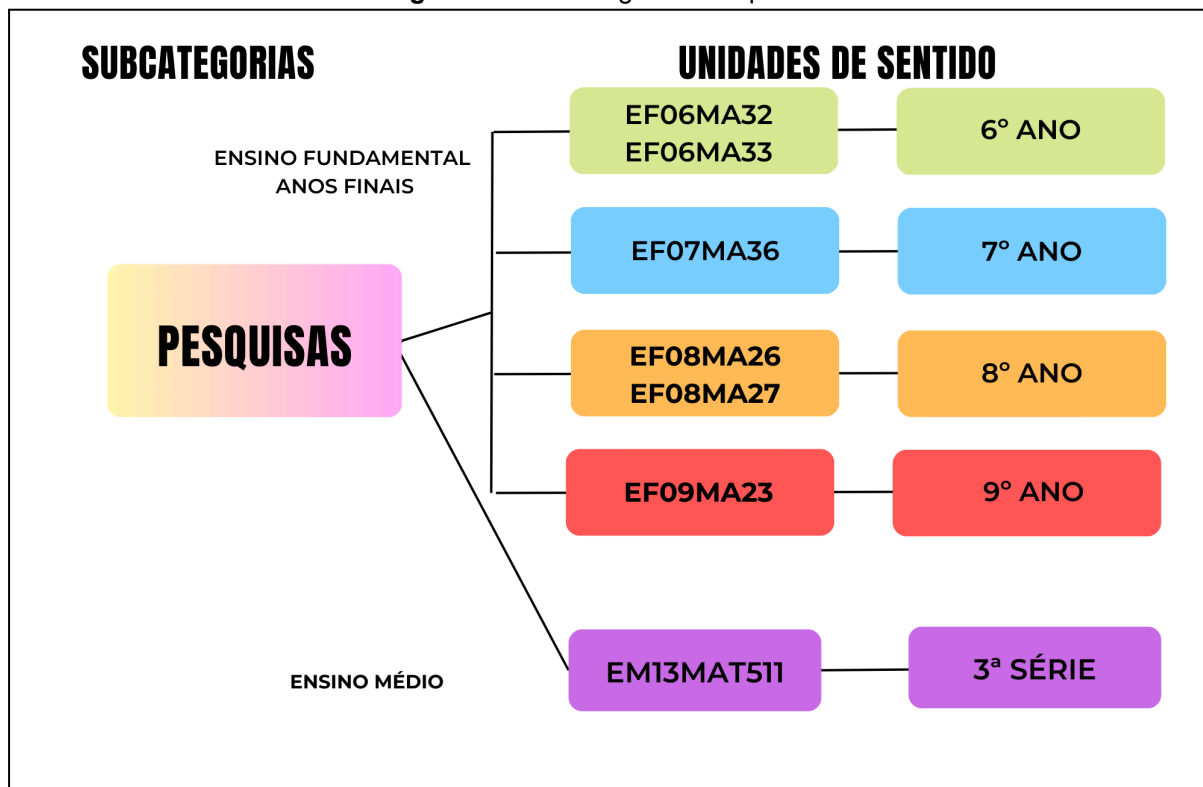 SUBCATEGORIAS
UNIDADES DE SENTIDO
ENSINO FUNDAMENTAL
ANOS FINAIS
EF06MA32
EF06MA33
6º ANO
EF07MA36
7º ANO
PESQUISAS
EF08MA26
EF08MA27
8º ANO
EF09MA23
9º ANO
ENSINO MÉDIO
EM13MAT511
3ª SÉRIE